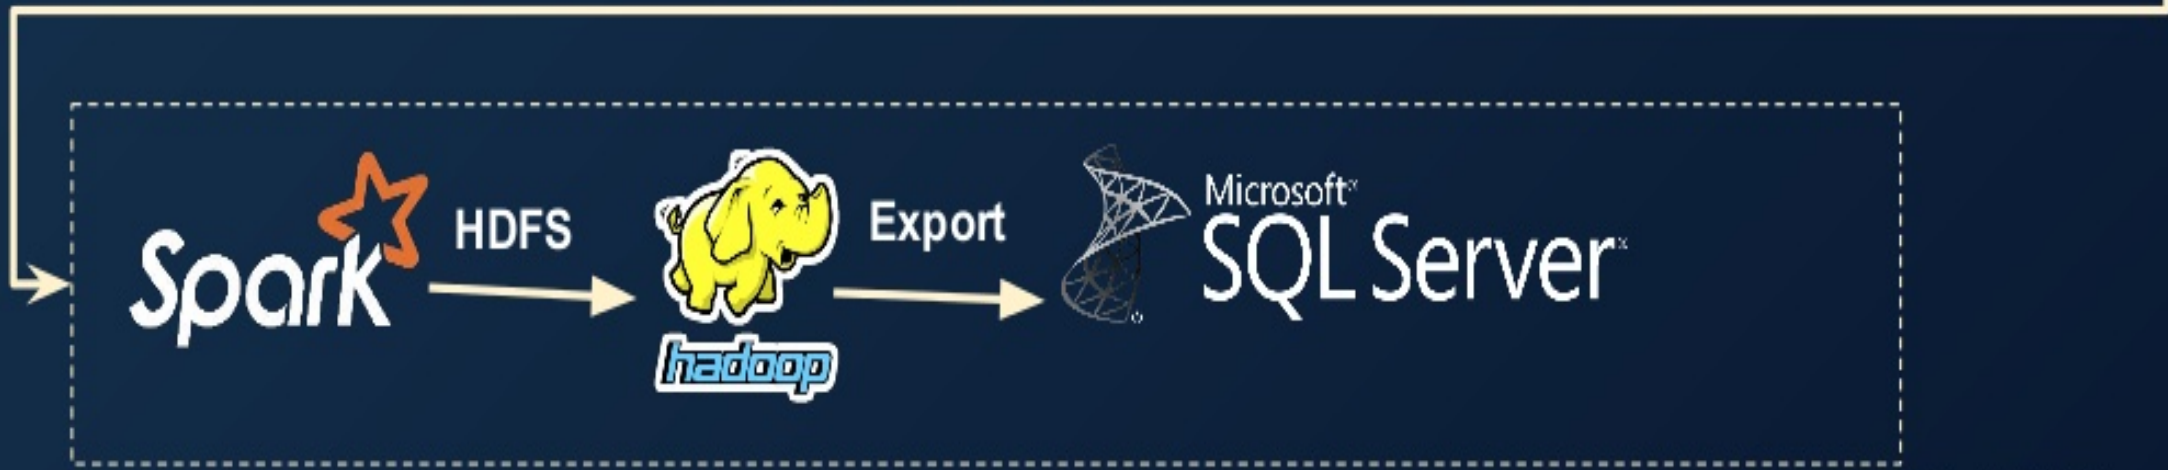 Spark
HDFS
hadoop
Export
Microsoft®
SQL Server®